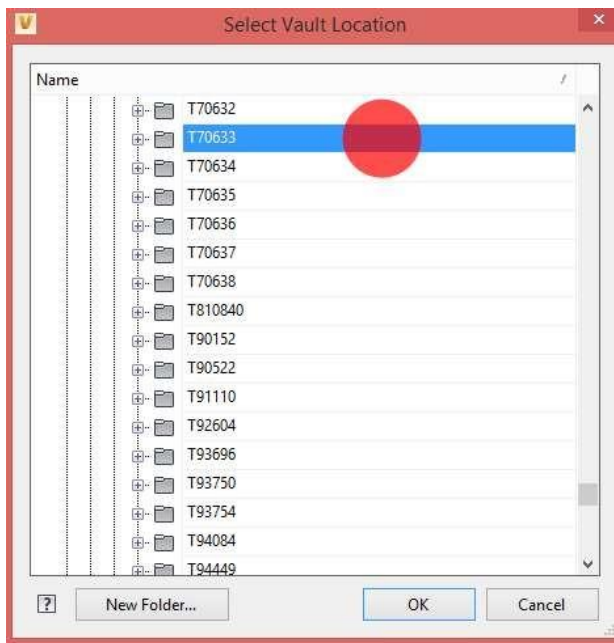 Select Vault Location
Name
T70632
T70633
T70634
T70635
T70636
T70637
T70638
T810840
T90152
T90522
T91110
T92604
T93696
T93750
T93754
T94084
T94449
New Folder...
OK
Cancel